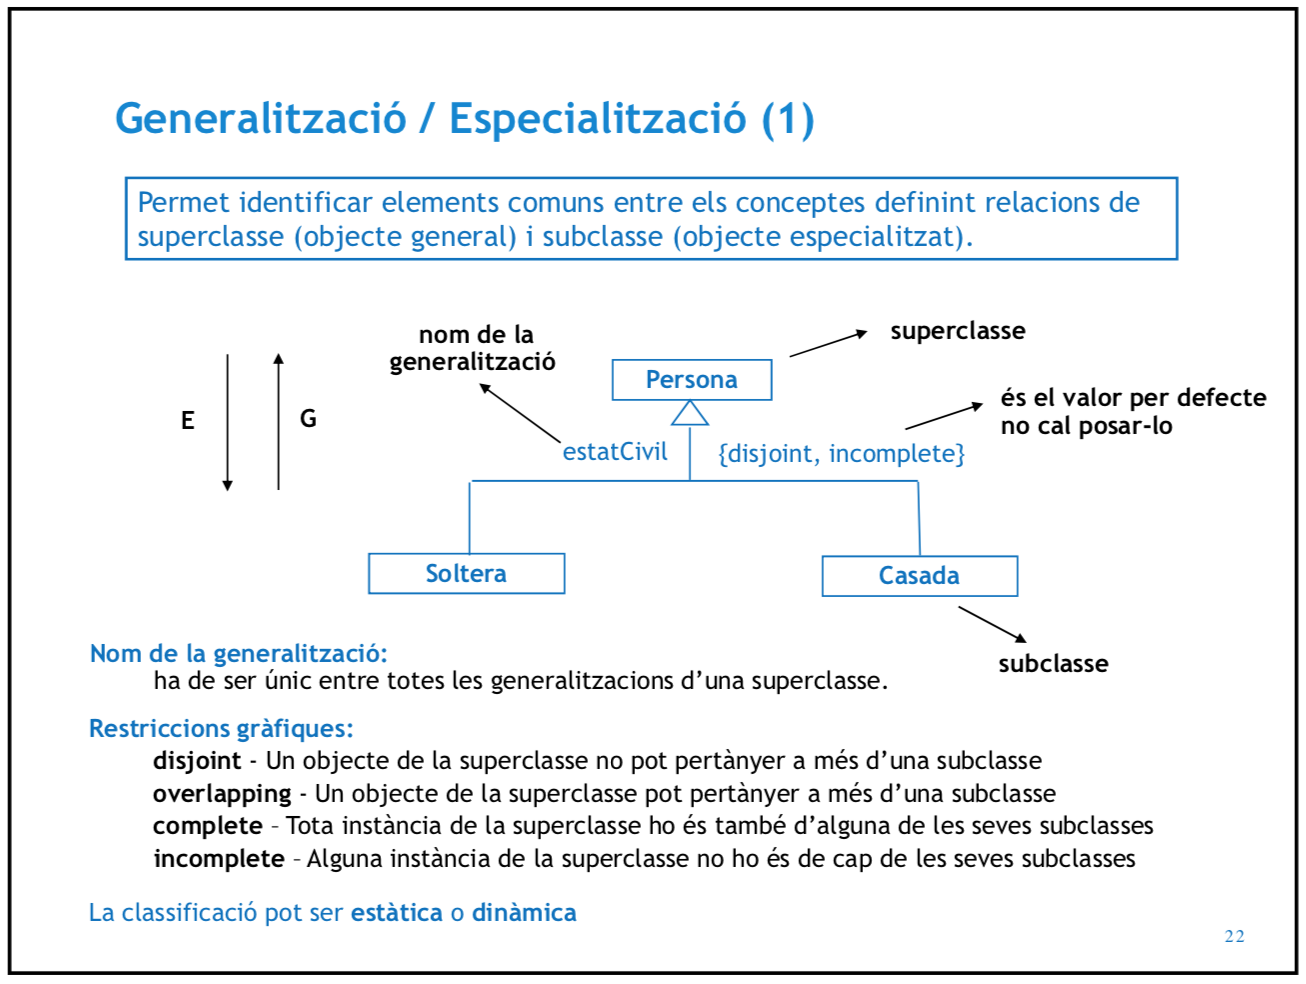 Generalització / Especialització (1)
Permet identificar elements comuns entre els conceptes definint relacions de
superclasse (objecte general) i subclasse (objecte especialitzat).
nom de la
generalització
superclasse
Persona
és el valor per defecte
no cal posar-lo
E
G
estatCivil
{disjoint, incomplete}
Soltera
Casada
subclasse
Nom de la generalització:
ha de ser únic entre totes les generalitzacions d’una superclasse.
Restriccions gràfiques:
disjoint - Un objecte de la superclasse no pot pertànyer a més d’una subclasse
overlapping - Un objecte de la superclasse pot pertànyer a més d’una subclasse
complete – Tota instància de la superclasse ho és també d’alguna de les seves subclasses
incomplete – Alguna instància de la superclasse no ho és de cap de les seves subclasses
La classificació pot ser estàtica o dinàmica
22